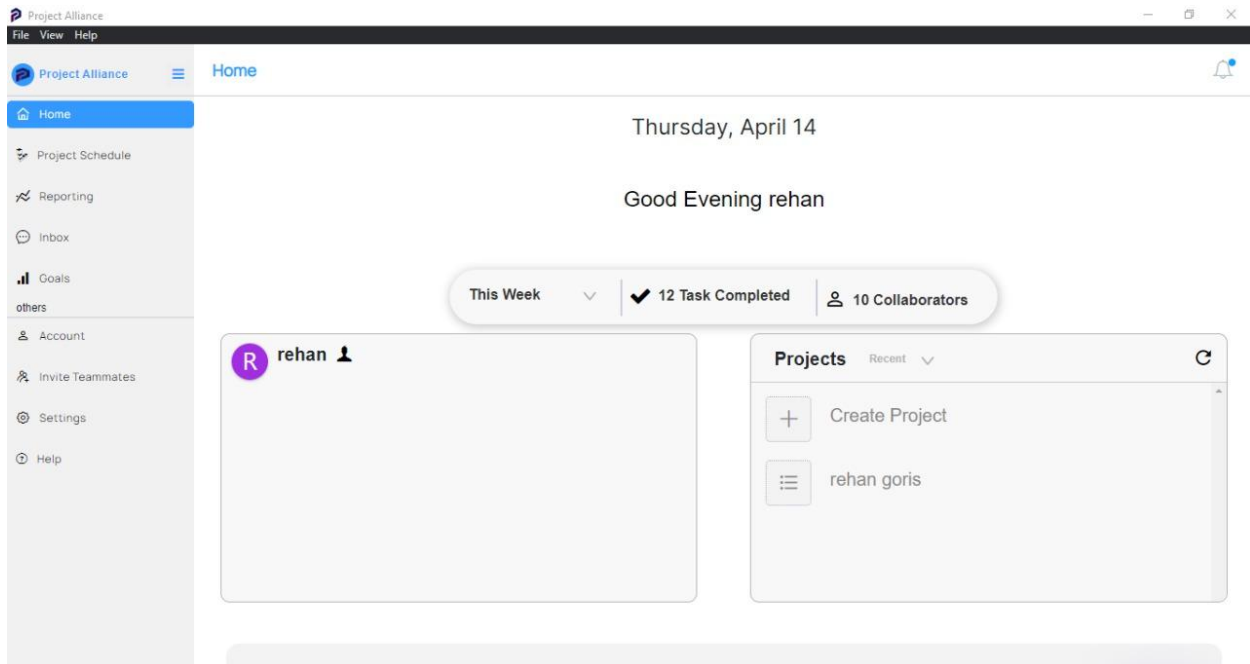 Project Alliance
File View Help
Project Alliance
Home
Home
Project Schedule
Reporting
Inbox
Goals
others
Account
Invite Teammates
Settings
Help
Thursday, April 14
Good Evening rehan
This Week
12 Task Completed
10 Collaborators
R
rehan
Projects Recent
Create Project
rehan goris